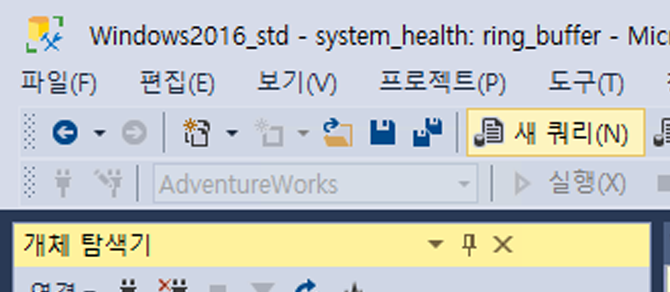 Windows2016_std - system_health: ring_buffer - Mic
파일(F) 편집(E) 보기(V) 프로젝트(P) 도구(T)
새 쿼리(N)
AdventureWorks 실행(X)
개체 탐색기
연결